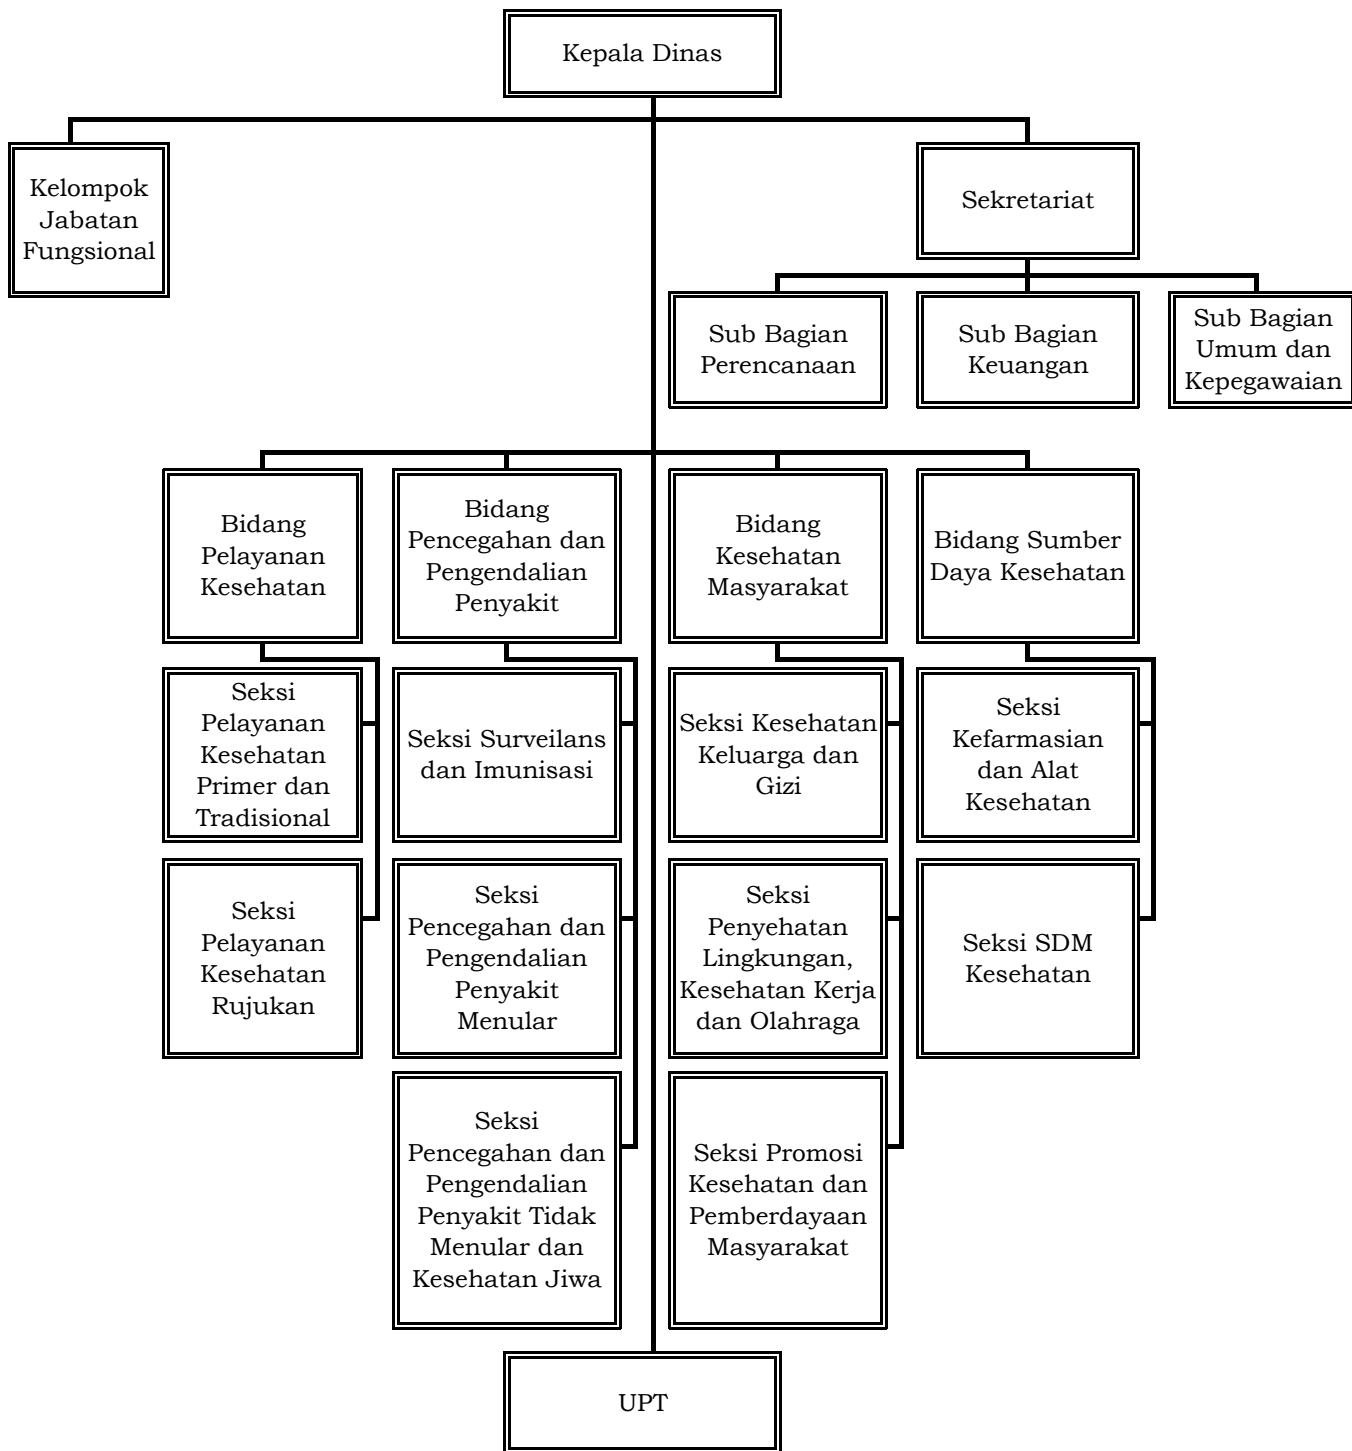 Kepala Dinas
Kelompok
Jabatan
Fungsional
Sekretariat
Sub Bagian
Perencanaan
Sub Bagian
Keuangan
Sub Bagian
Umum dan
Kepegawaian
Bidang
Pelayanan
Kesehatan
Bidang
Pencegahan dan
Pengendalian
Penyakit
Bidang
Kesehatan
Masyarakat
Bidang Sumber
Daya Kesehatan
Seksi
Pelayanan
Kesehatan
Primer dan
Tradisional
Seksi Surveilans
dan Imunisasi
Seksi Kesehatan
Keluarga dan
Gizi
Seksi
Kefarmasian
dan Alat
Kesehatan
Seksi
Pelayanan
Kesehatan
Rujukan
Seksi
Pencegahan dan
Pengendalian
Penyakit
Menular
Seksi
Penyehatan
Lingkungan,
Kesehatan Kerja
dan Olahraga
Seksi SDM
Kesehatan
Seksi
Pencegahan dan
Pengendalian
Penyakit Tidak
Menular dan
Kesehatan Jiwa
Seksi Promosi
Kesehatan dan
Pemberdayaan
Masyarakat
UPT